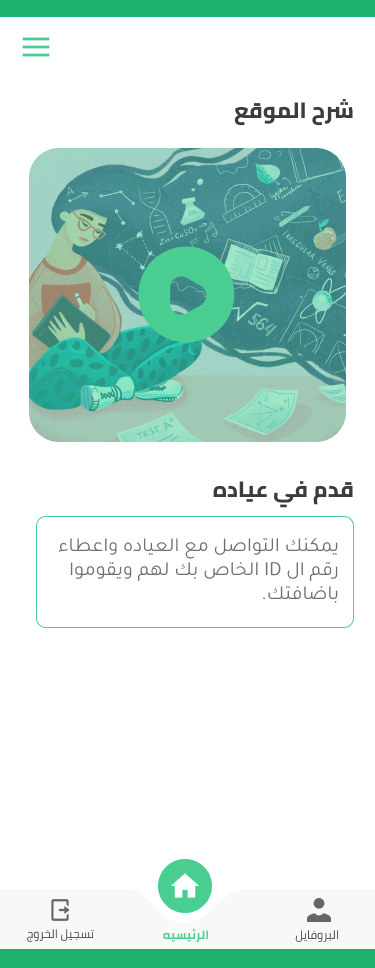 شرح الموقع
A
Zn+CuSO4
IRREGULAR VERBS
√564
TEST A+
قدم في عياده
يمكنك التواصل مع العياده واعطاء
رقم ال ID الخاص بك لهم ويقوموا
باضافتك.
البروفايل
الرئيسيه
تسجيل الخروج